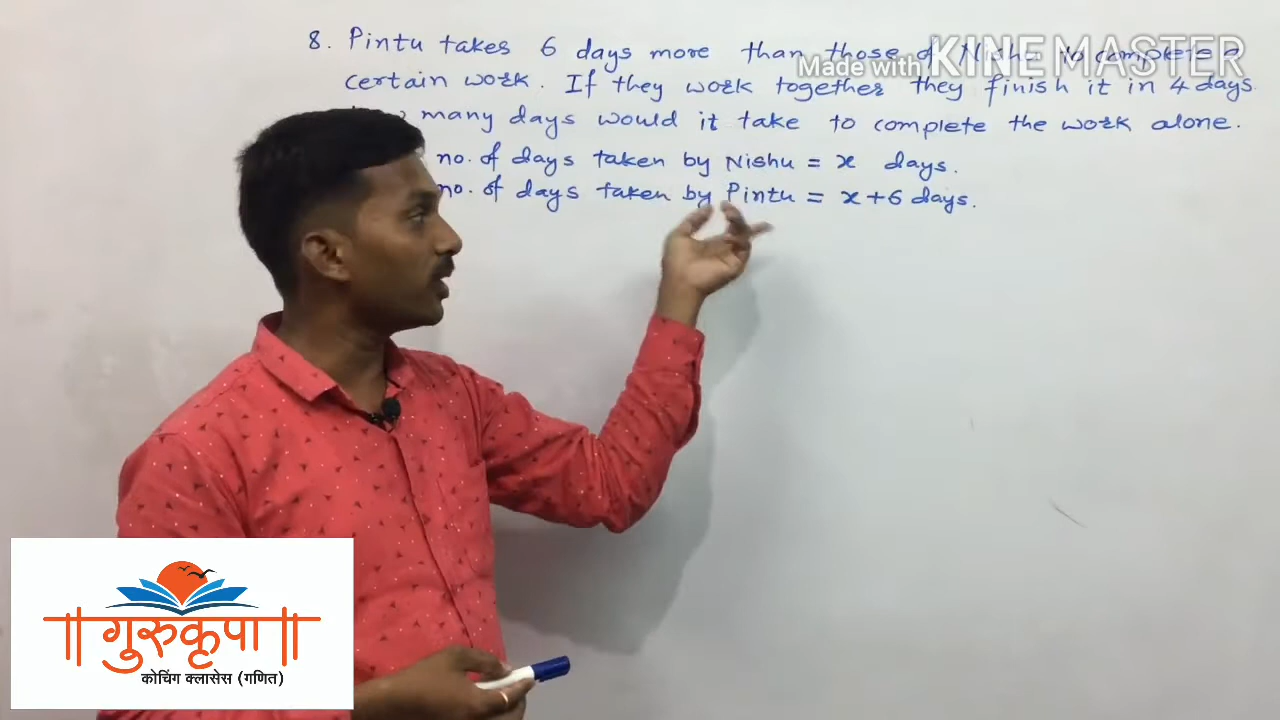 8. Pintu takes 6 days more than those of Nishu to complete a
Made with KINEMASTER
certain work. If they work together they finish it in 4 days.
many days would it take to complete the work alone.
no. of days taken by Nishu = x days.
no. of days taken by Pintu = x + 6 days.
|| गुरुकृपा ||
कोचिंग क्लासेस (गणित)